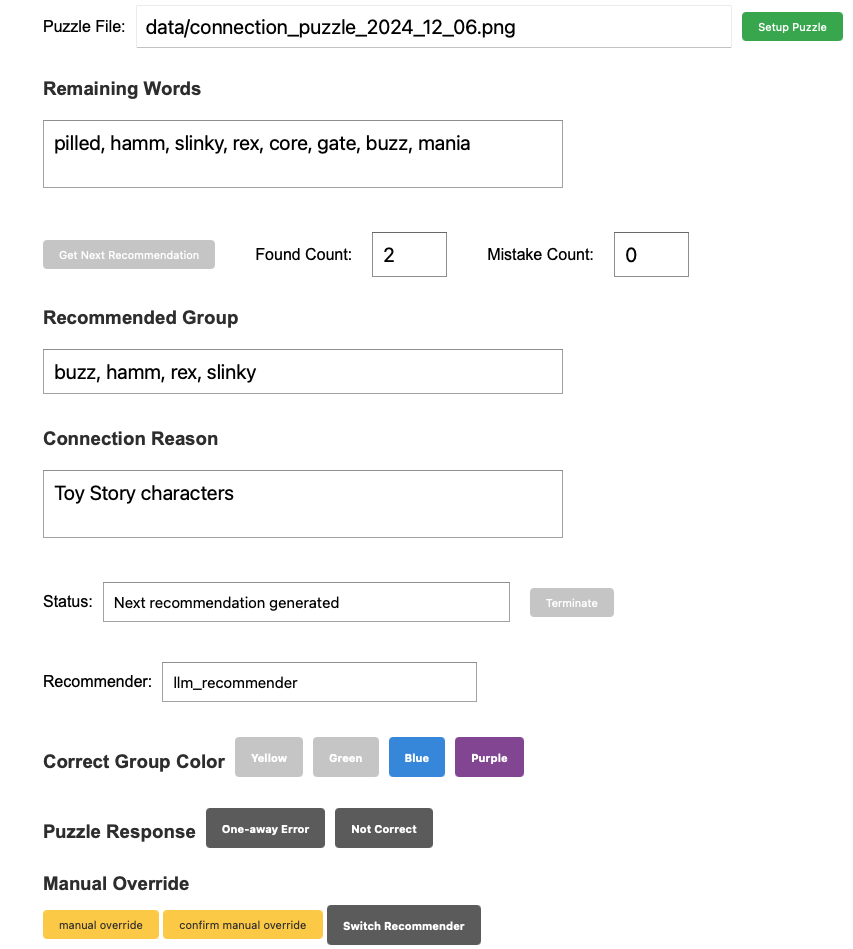 Puzzle File: data/connection_puzzle_2024_12_06.png Setup Puzzle
Remaining Words
pilled, hamm, slinky, rex, core, gate, buzz, mania
Get Next Recommendation Found Count: 2 Mistake Count: 0
Recommended Group
buzz, hamm, rex, slinky
Connection Reason
Toy Story characters
Status: Next recommendation generated Terminate
Recommender: llm_recommender
Correct Group Color Yellow Green Blue Purple
Puzzle Response One-away Error Not Correct
Manual Override
manual override confirm manual override Switch Recommender